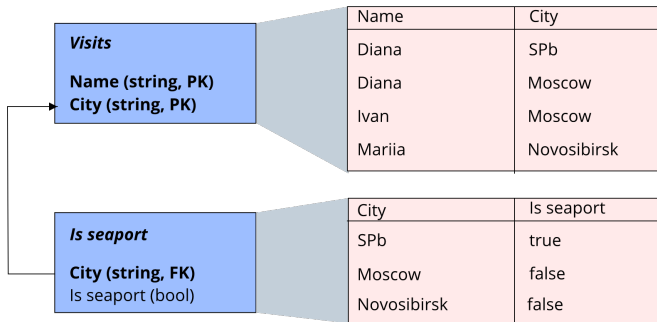 Visits
Name (string, PK)
City (string, PK)
Name City
Diana SPb
Diana Moscow
Ivan Moscow
Mariia Novosibirsk
Is seaport
City (string, FK)
Is seaport (bool)
City Is seaport
SPb true
Moscow false
Novosibirsk false